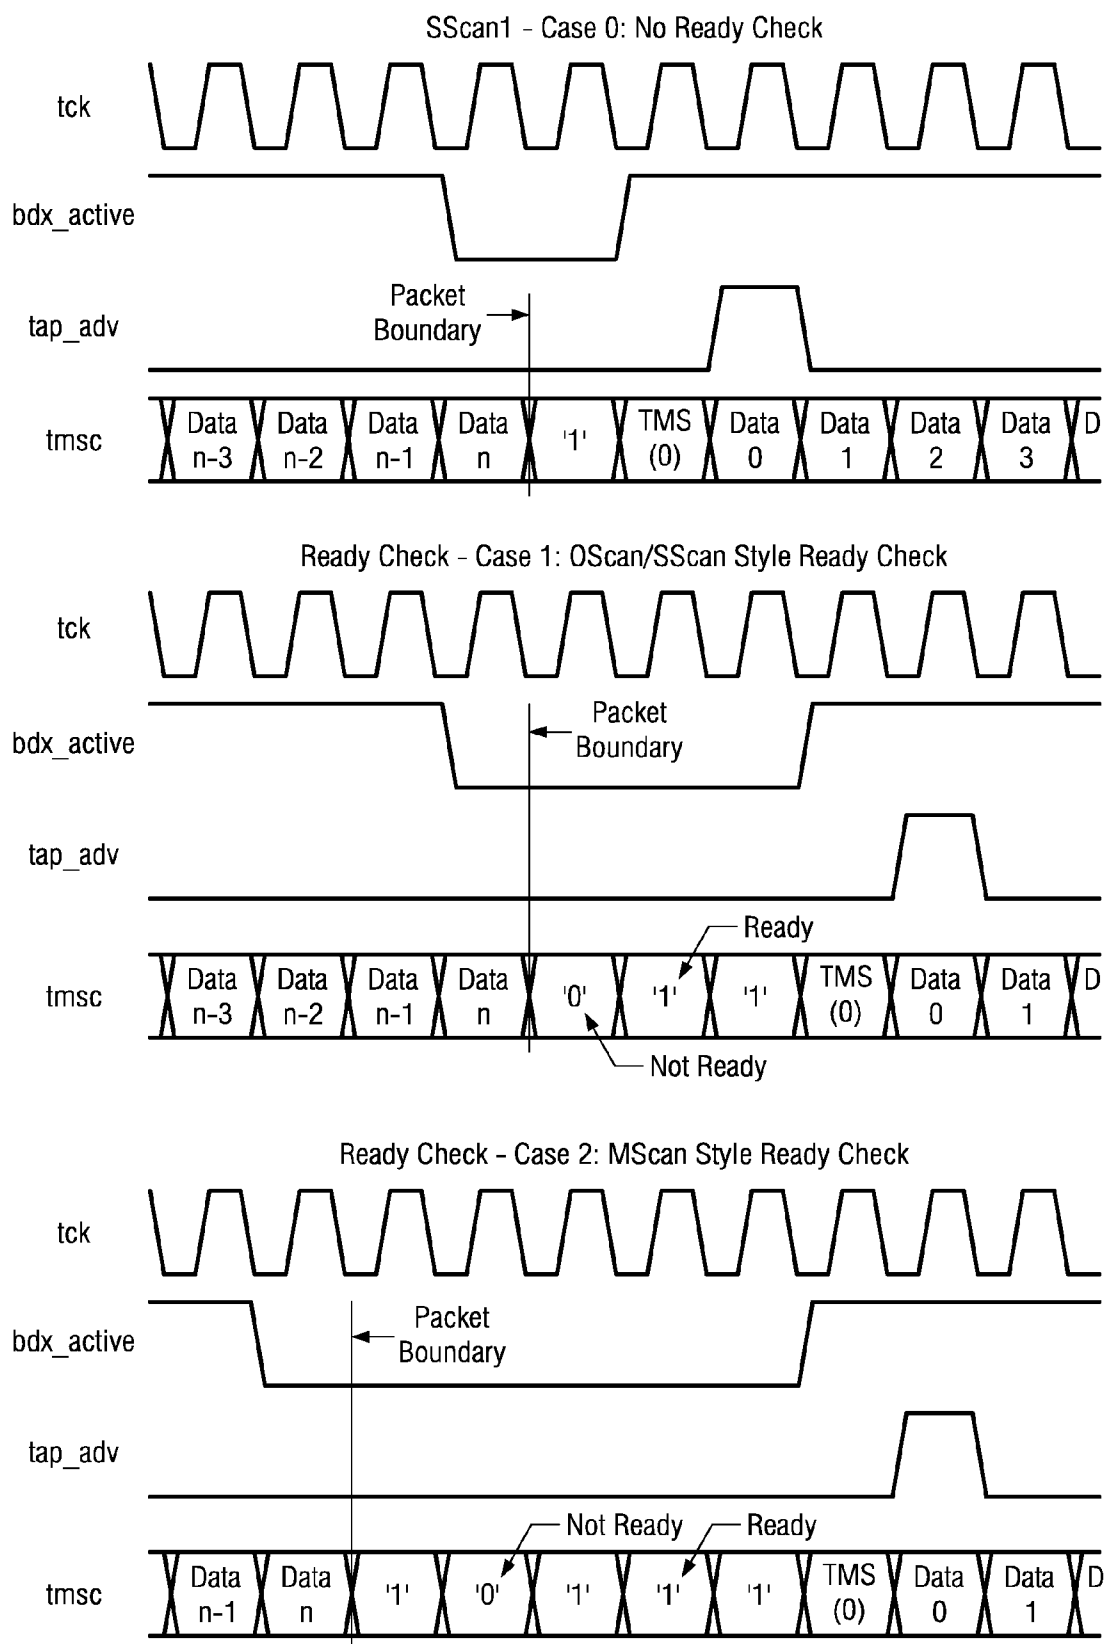 SScan1 - Case 0: No Ready Check
tck
bdx_active
Packet
Boundary
tap_adv
tmsc
Data n-3 Data n-2 Data n-1 Data n '1' TMS (0) Data 0 Data 1 Data 2 Data 3 D
Ready Check - Case 1: OScan/SScan Style Ready Check
tck
bdx_active
Packet
Boundary
tap_adv
Ready
tmsc
Data n-3 Data n-2 Data n-1 Data n '0' '1' '1' TMS (0) Data 0 Data 1 D
Not Ready
Ready Check - Case 2: MScan Style Ready Check
tck
bdx_active
Packet
Boundary
tap_adv
Not Ready Ready
tmsc
Data n-1 Data n '1' '0' '1' '1' '1' TMS (0) Data 0 Data 1 D